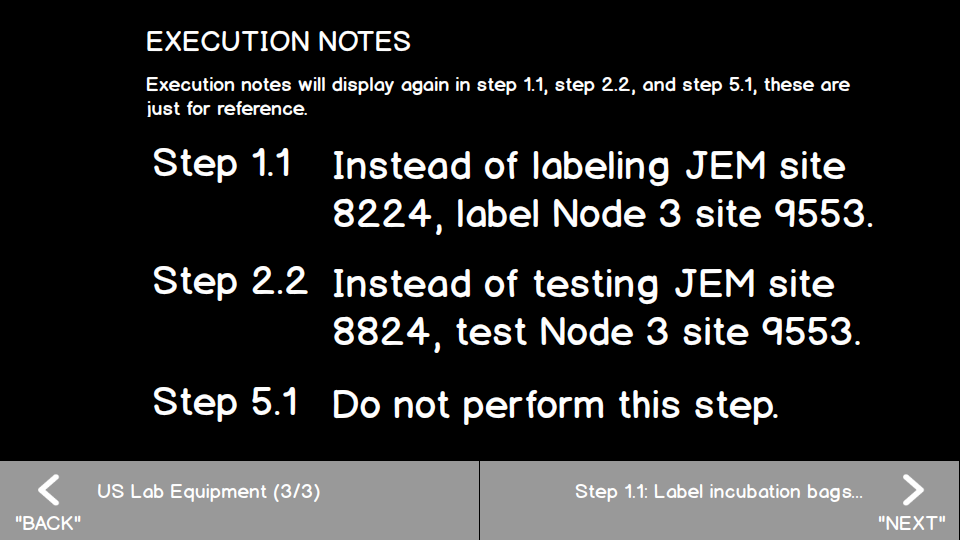 EXECUTION NOTES
Execution notes will display again in step 1.1, step 2.2, and step 5.1, these are
just for reference.
Step 1.1 Instead of labeling JEM site
8224, label Node 3 site 9553.
Step 2.2 Instead of testing JEM site
8824, test Node 3 site 9553.
Step 5.1 Do not perform this step.
US Lab Equipment (3/3) Step 1.1: Label incubation bags...
"BACK" "NEXT"